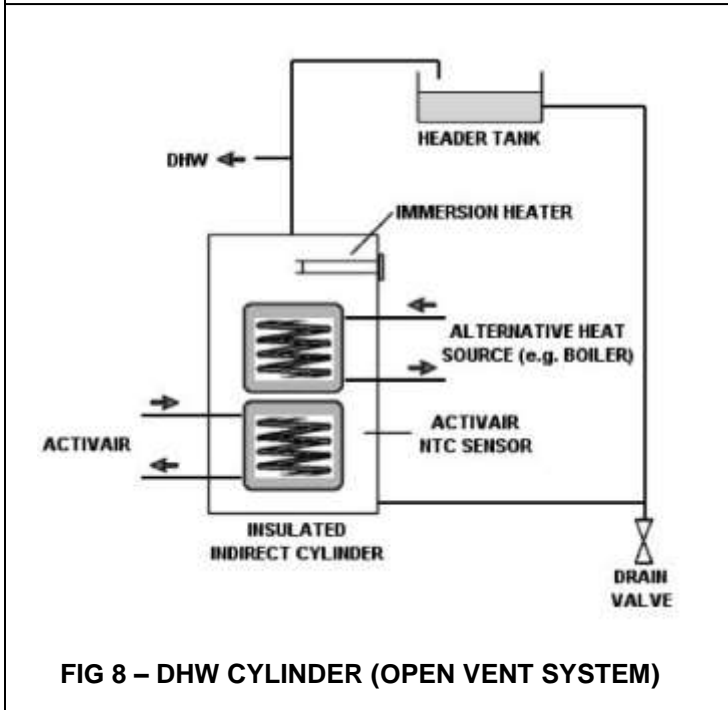 HEADER TANK
DHW
IMMERSION HEATER
ALTERNATIVE HEAT
SOURCE (e.g. BOILER)
ACTIVAIR
ACTIVAIR
NTC SENSOR
INSULATED
INDIRECT CYLINDER
DRAIN
VALVE
FIG 8 – DHW CYLINDER (OPEN VENT SYSTEM)